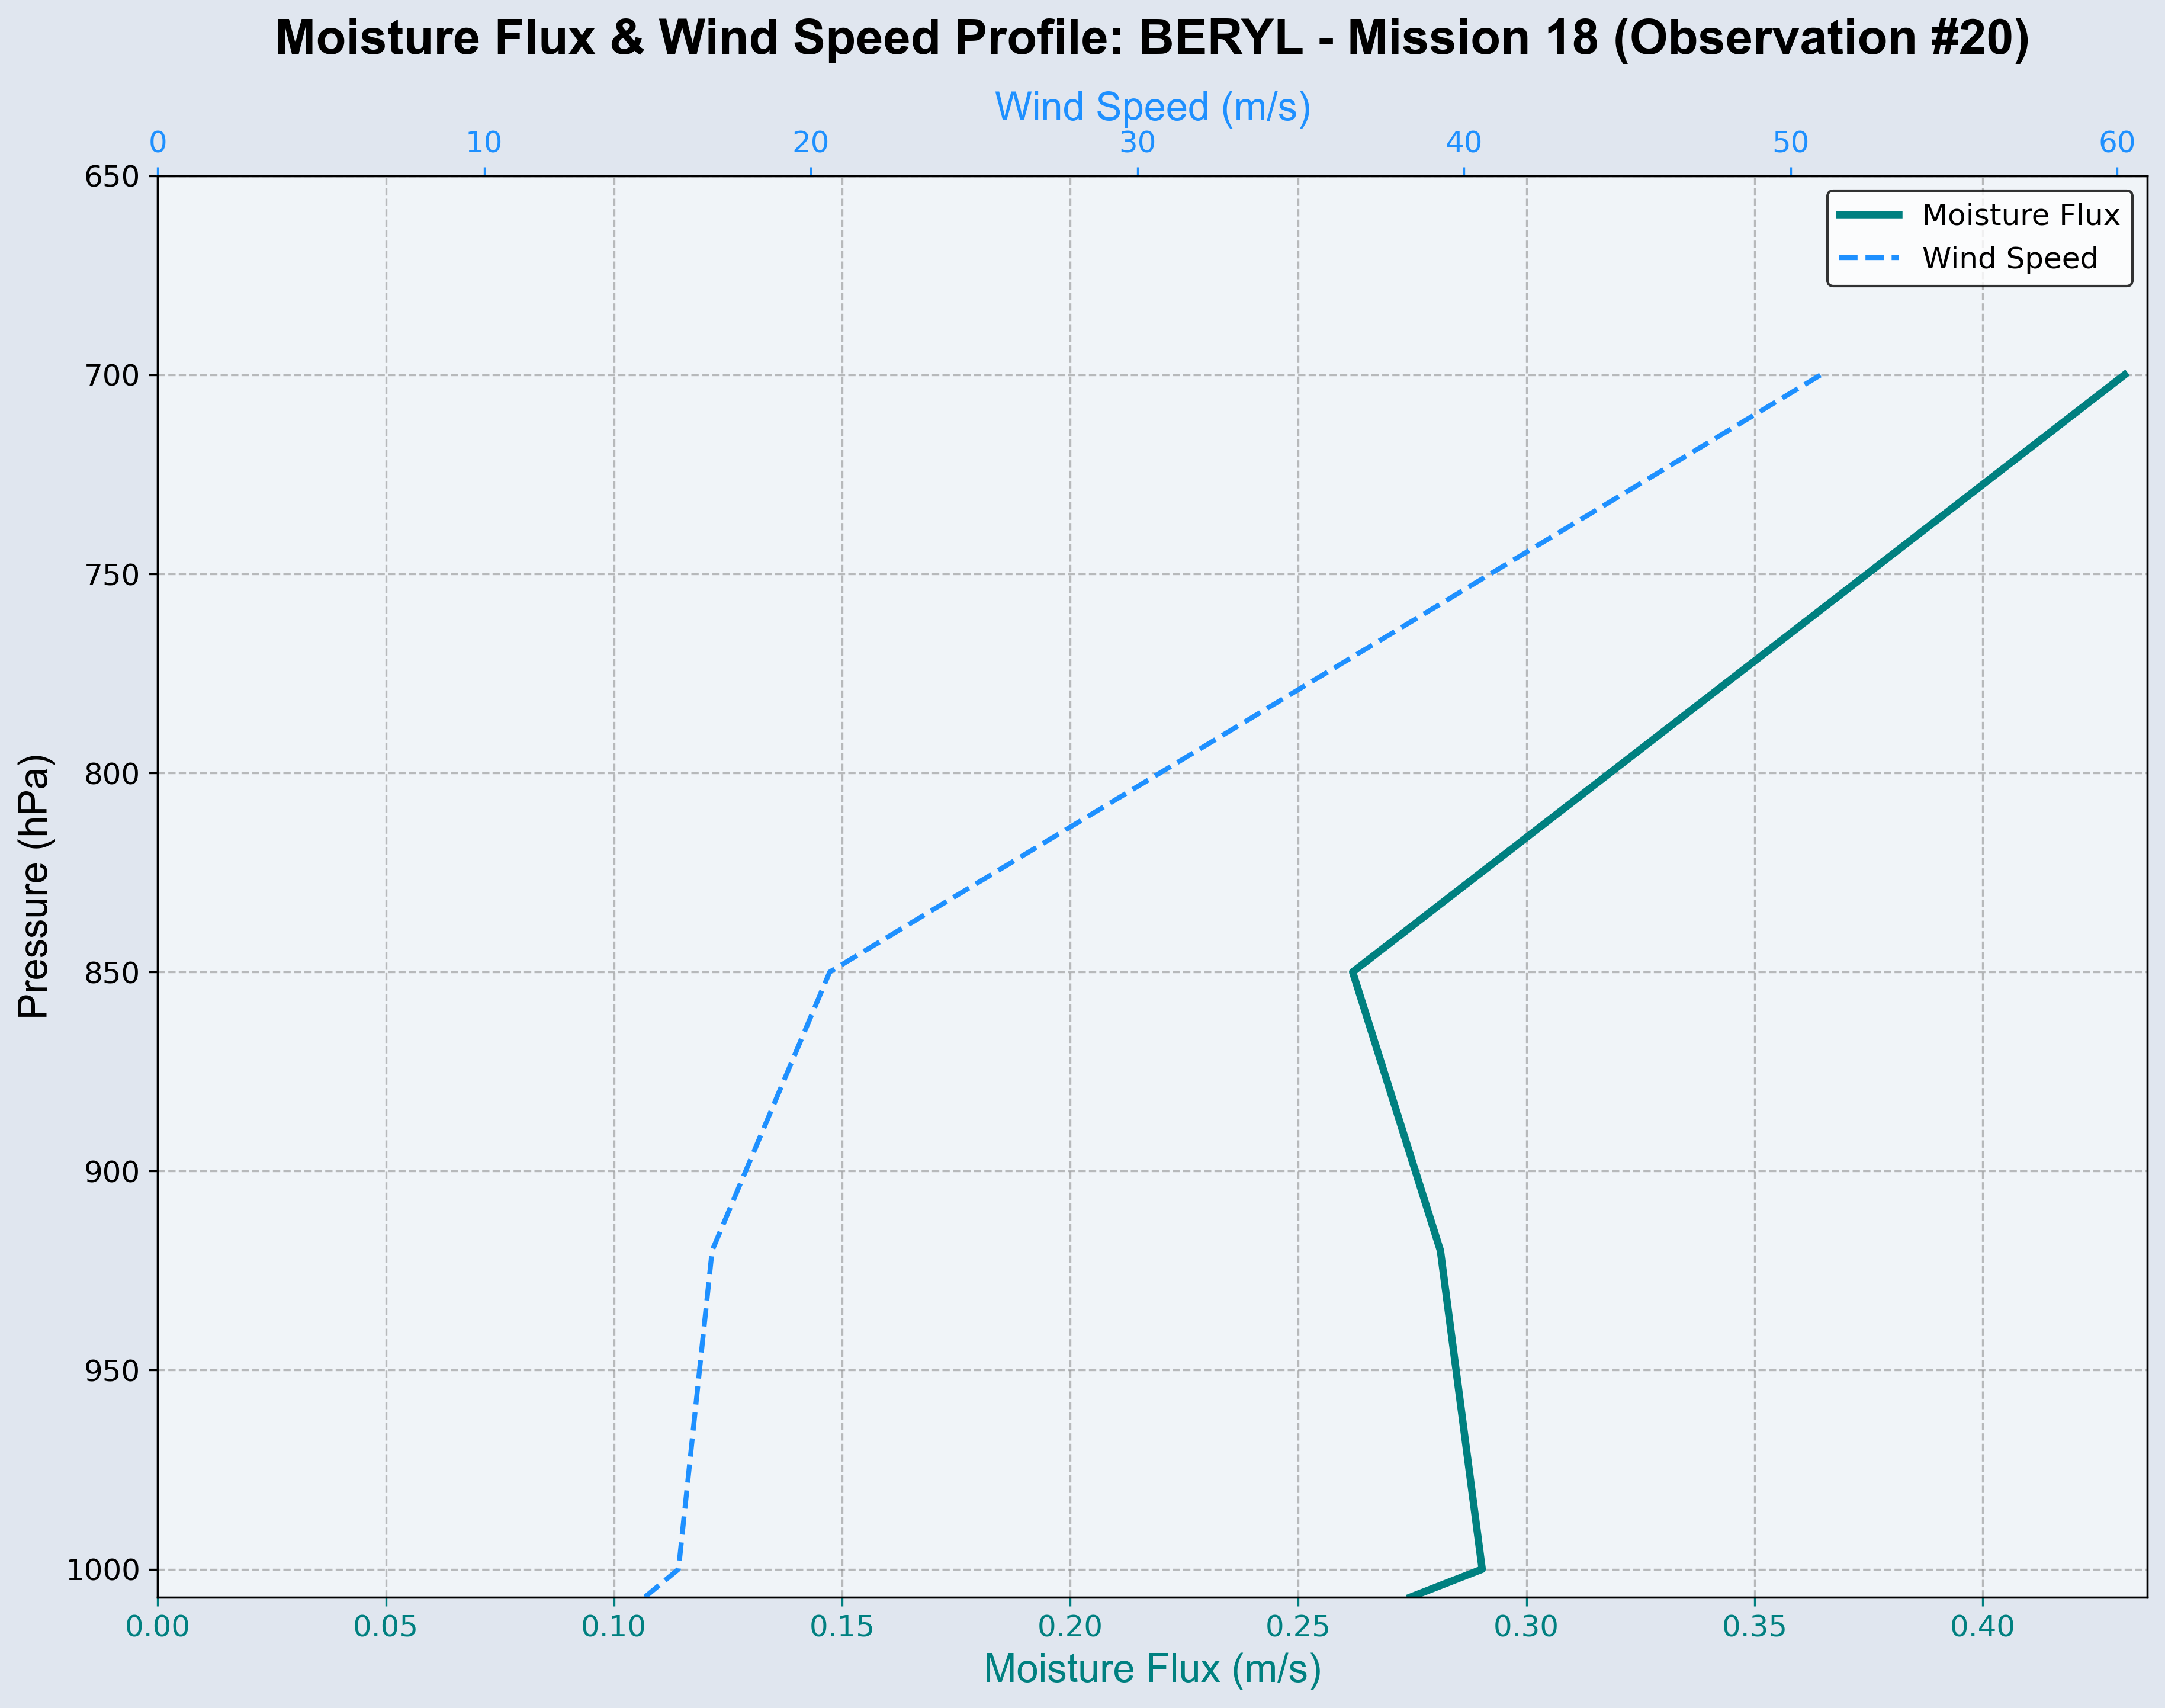 Moisture Flux & Wind Speed Profile: BERYL - Mission 18 (Observation #20)
Wind Speed (m/s)
0 10 20 30 40 50 60
Moisture Flux
Wind Speed
Pressure (hPa)
650
700
750
800
850
900
950
1000
0.00 0.05 0.10 0.15 0.20 0.25 0.30 0.35 0.40
Moisture Flux (m/s)